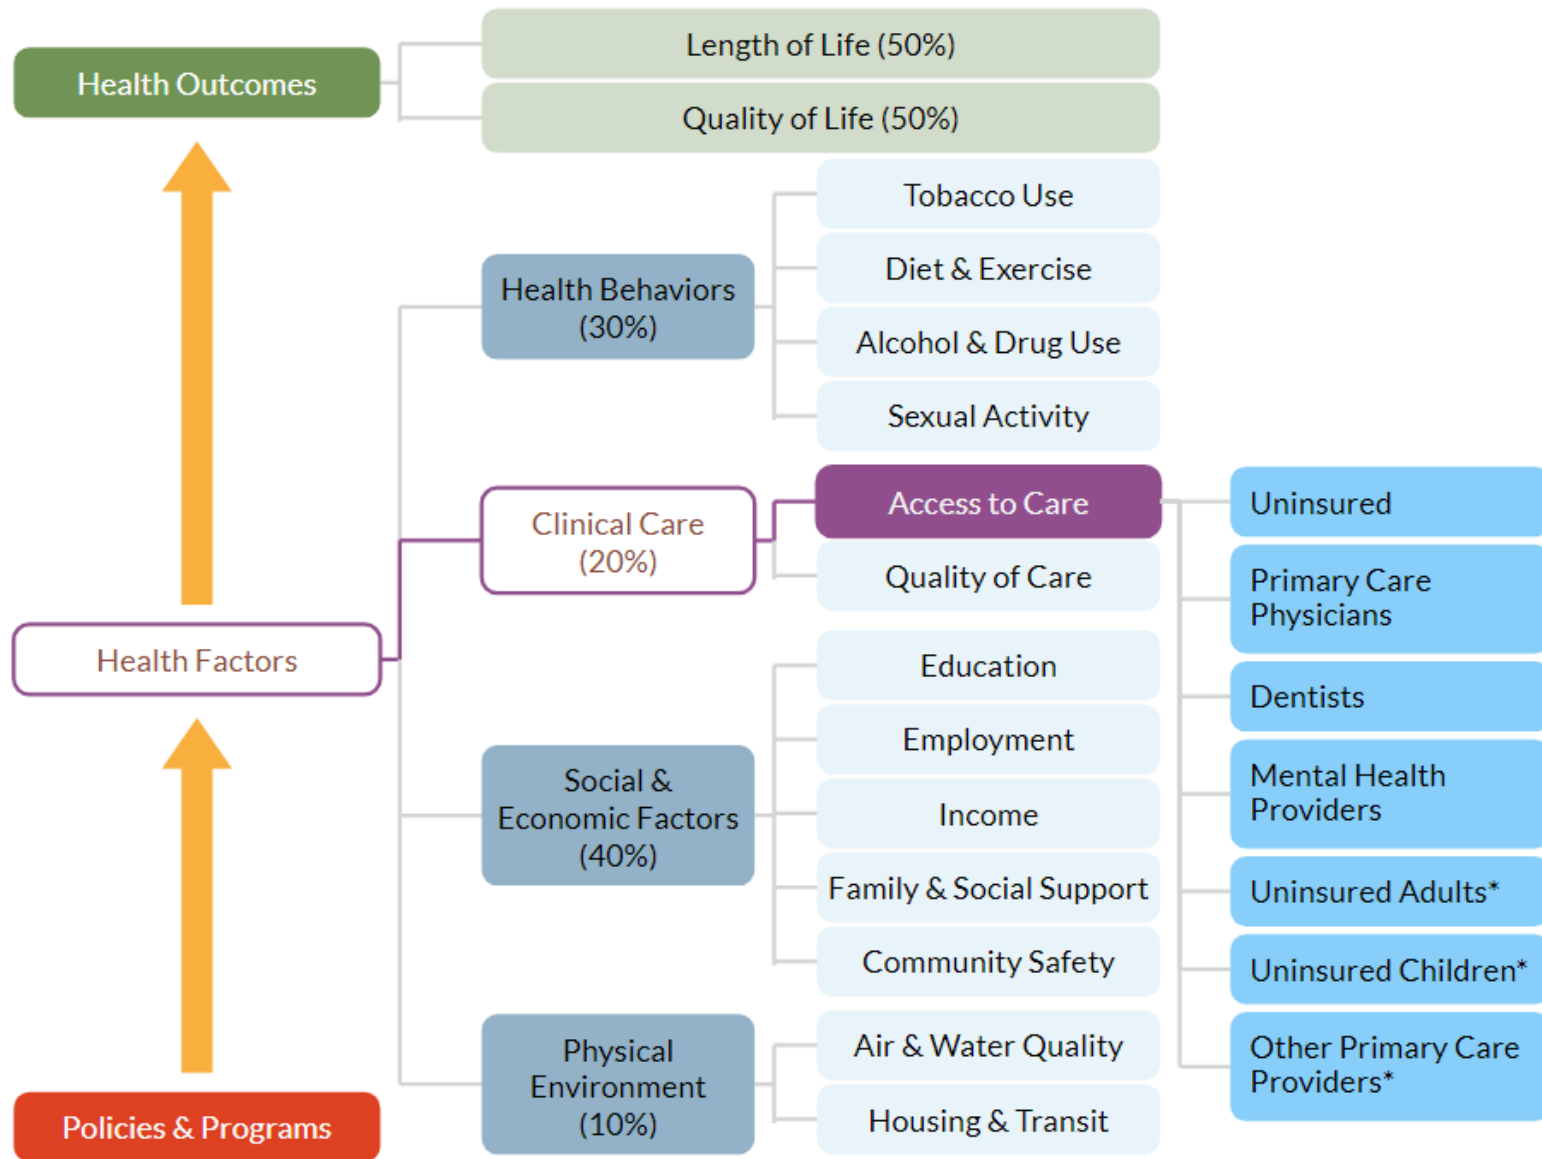 Health Outcomes
Length of Life (50%)
Quality of Life (50%)
Health Factors
Health Behaviors
(30%)
Tobacco Use
Diet & Exercise
Alcohol & Drug Use
Sexual Activity
Clinical Care
(20%)
Access to Care
Quality of Care
Uninsured
Primary Care
Physicians
Dentists
Mental Health
Providers
Uninsured Adults*
Uninsured Children*
Other Primary Care
Providers*
Social &
Economic Factors
(40%)
Education
Employment
Income
Family & Social Support
Community Safety
Physical
Environment
(10%)
Air & Water Quality
Housing & Transit
Policies & Programs